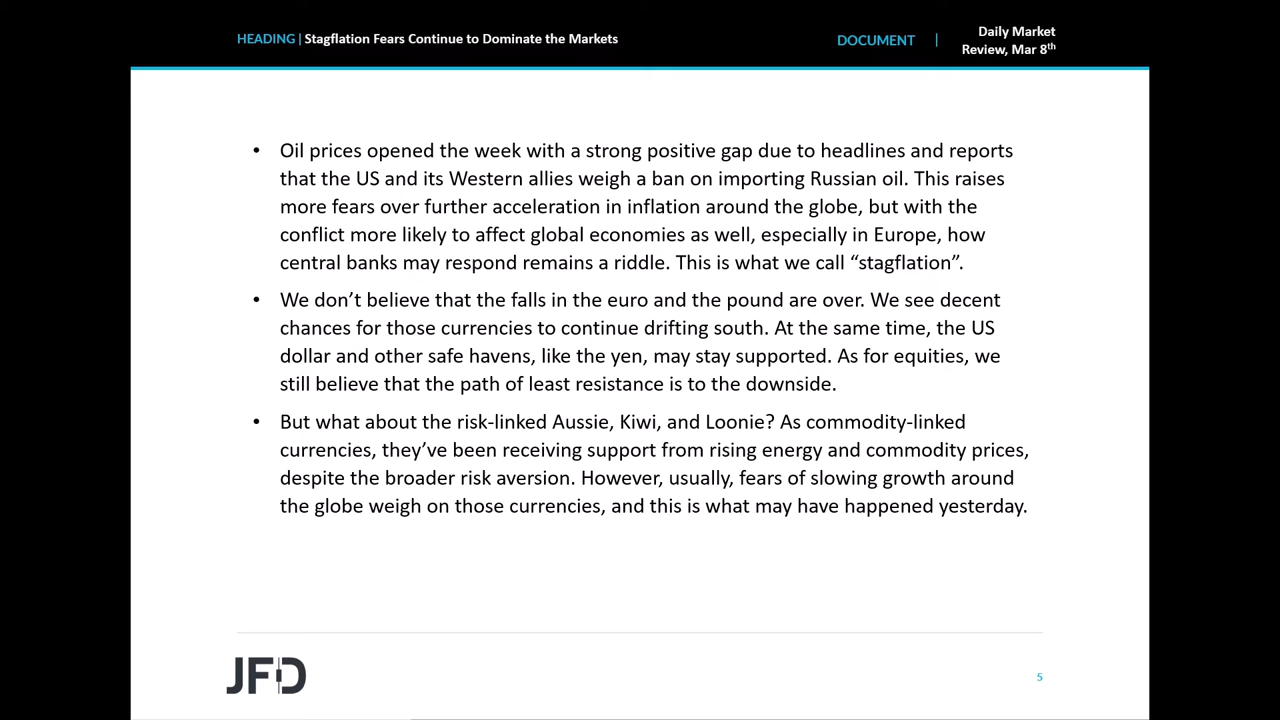 HEADING | Stagflation Fears Continue to Dominate the Markets
DOCUMENT | Daily Market
Review, Mar 8th
• Oil prices opened the week with a strong positive gap due to headlines and reports
that the US and its Western allies weigh a ban on importing Russian oil. This raises
more fears over further acceleration in inflation around the globe, but with the
conflict more likely to affect global economies as well, especially in Europe, how
central banks may respond remains a riddle. This is what we call “stagflation”.
• We don’t believe that the falls in the euro and the pound are over. We see decent
chances for those currencies to continue drifting south. At the same time, the US
dollar and other safe havens, like the yen, may stay supported. As for equities, we
still believe that the path of least resistance is to the downside.
• But what about the risk-linked Aussie, Kiwi, and Loonie? As commodity-linked
currencies, they’ve been receiving support from rising energy and commodity prices,
despite the broader risk aversion. However, usually, fears of slowing growth around
the globe weigh on those currencies, and this is what may have happened yesterday.
JFD
5